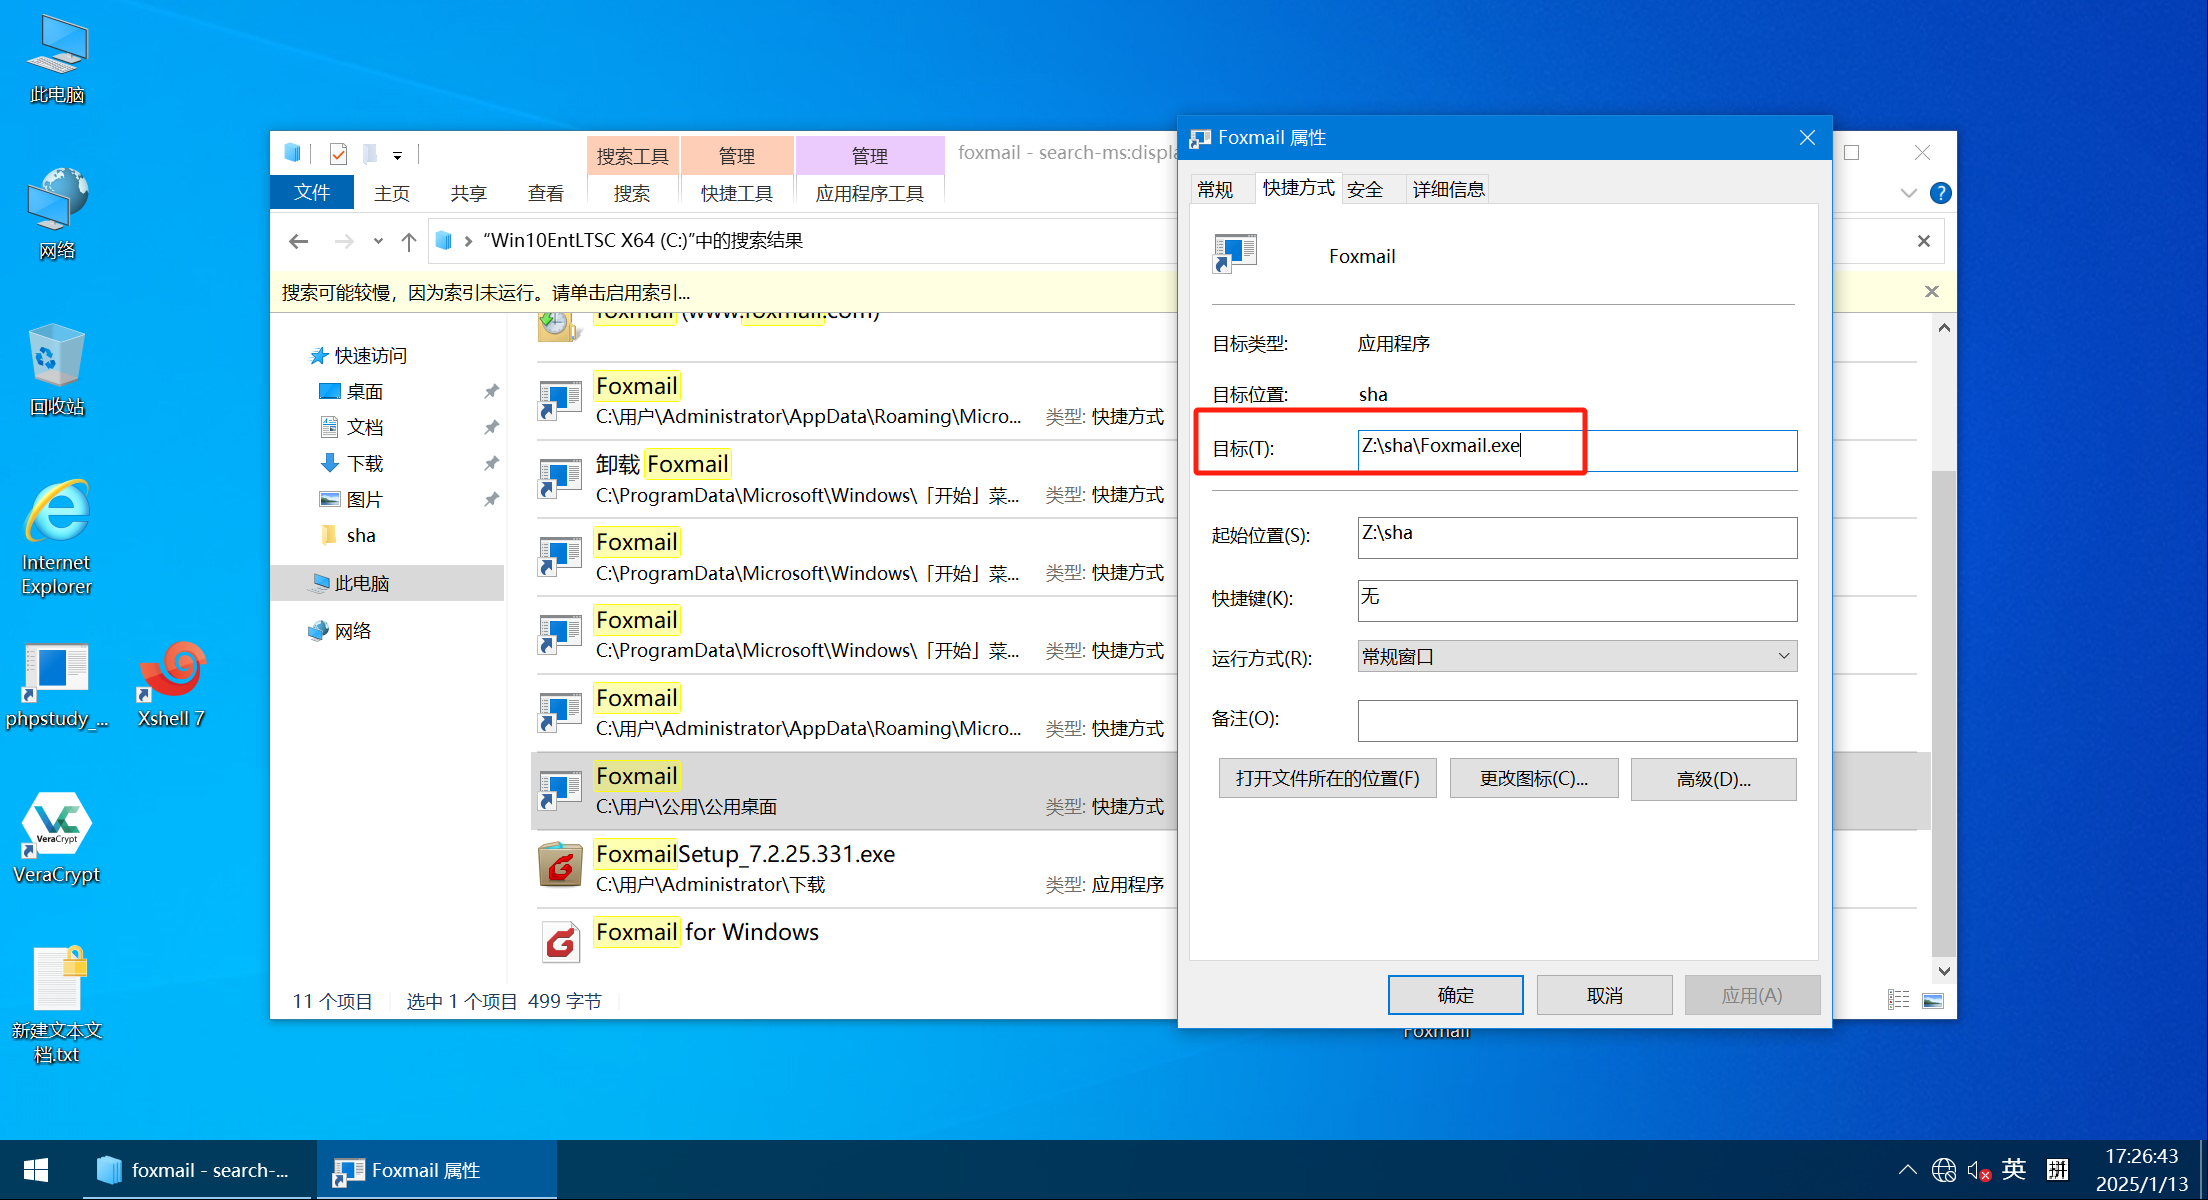 此电脑
网络
回收站
Internet
Explorer
phpstudy_...
Xshell 7
VeraCrypt
VeraCrypt
新建文本文
档.txt
搜索工具
管理
管理
foxmail - search-ms:displa
文件
主页
共享
查看
搜索
快捷工具
应用程序工具
“Win10EntLTSC X64 (C:)”中的搜索结果
搜索可能较慢，因为索引未运行。请单击启用索引...
快速访问
桌面
文档
下载
图片
sha
此电脑
网络
foxmail (www.foxmail.com)
Foxmail
C:\用户\Administrator\AppData\Roaming\Micro... 类型: 快捷方式
卸载 Foxmail
C:\ProgramData\Microsoft\Windows\「开始」菜... 类型: 快捷方式
Foxmail
C:\ProgramData\Microsoft\Windows\「开始」菜... 类型: 快捷方式
Foxmail
C:\ProgramData\Microsoft\Windows\「开始」菜... 类型: 快捷方式
Foxmail
C:\用户\Administrator\AppData\Roaming\Micro... 类型: 快捷方式
Foxmail
C:\用户\公用\公用桌面 类型: 快捷方式
FoxmailSetup_7.2.25.331.exe
C:\用户\Administrator\下载 类型: 应用程序
Foxmail for Windows
11 个项目 选中 1 个项目 499 字节
Foxmail 属性
常规 快捷方式 安全 详细信息
Foxmail
目标类型: 应用程序
目标位置: sha
目标(T): Z:\sha\Foxmail.exe
起始位置(S): Z:\sha
快捷键(K): 无
运行方式(R): 常规窗口
备注(O):
打开文件所在的位置(F) 更改图标(C)... 高级(D)...
确定 取消 应用(A)
Foxmail
foxmail - search-...
Foxmail 属性
英
拼
17:26:43
2025/1/13